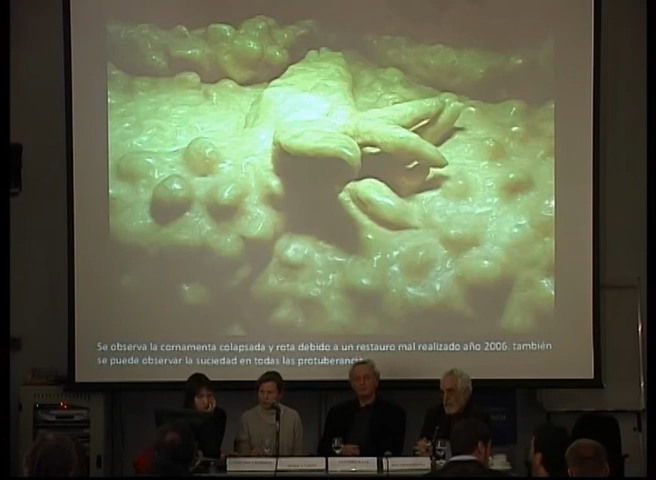 Se observa la cornamenta colapsada y rota debido a un restauro mal realizado año 2006. también
se puede observar la suciedad en todas las protuberancia